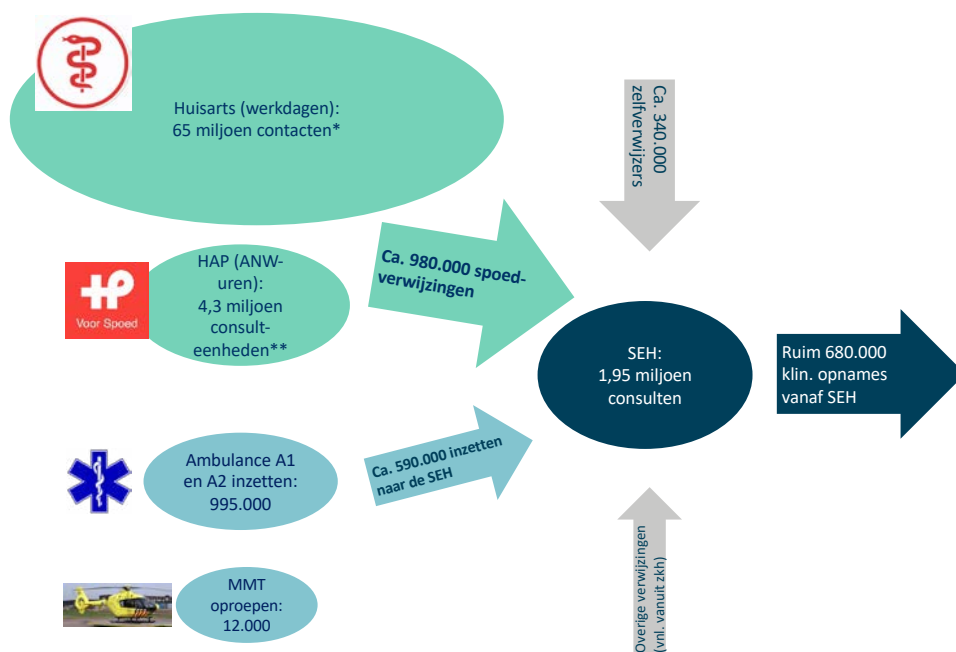 Huisarts (werkdagen):
65 miljoen contacten*
Ca. 340.000
zelfverwijzers
HAP (ANW-
uren):
4,3 miljoen
consult-
eenheden**
Voor Spoed
Ca. 980.000 spoed-
verwijzingen
SEH:
1,95 miljoen
consulten
Ruim 680.000
klin. opnames
vanaf SEH
Ambulance A1
en A2 inzetten:
995.000
Ca. 590.000 inzetten
naar de SEH
MMT
oproepen:
12.000
Overige verwijzingen
(vnl. vanuit zkh)